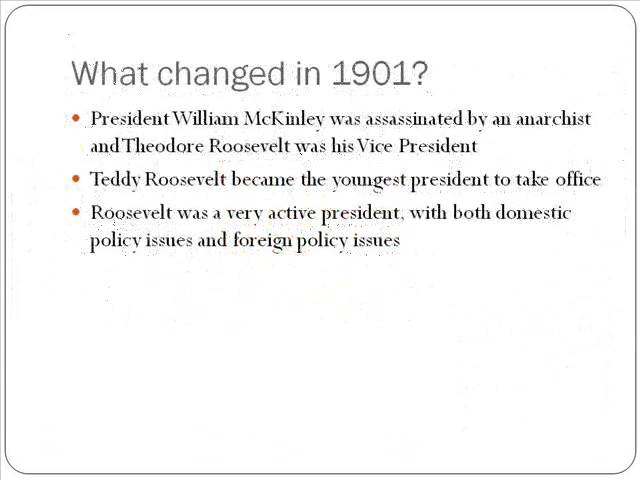 What changed in 1901?
• President William McKinley was assassinated by an anarchist
and Theodore Roosevelt was his Vice President
• Teddy Roosevelt became the youngest president to take office
• Roosevelt was a very active president, with both domestic
policy issues and foreign policy issues